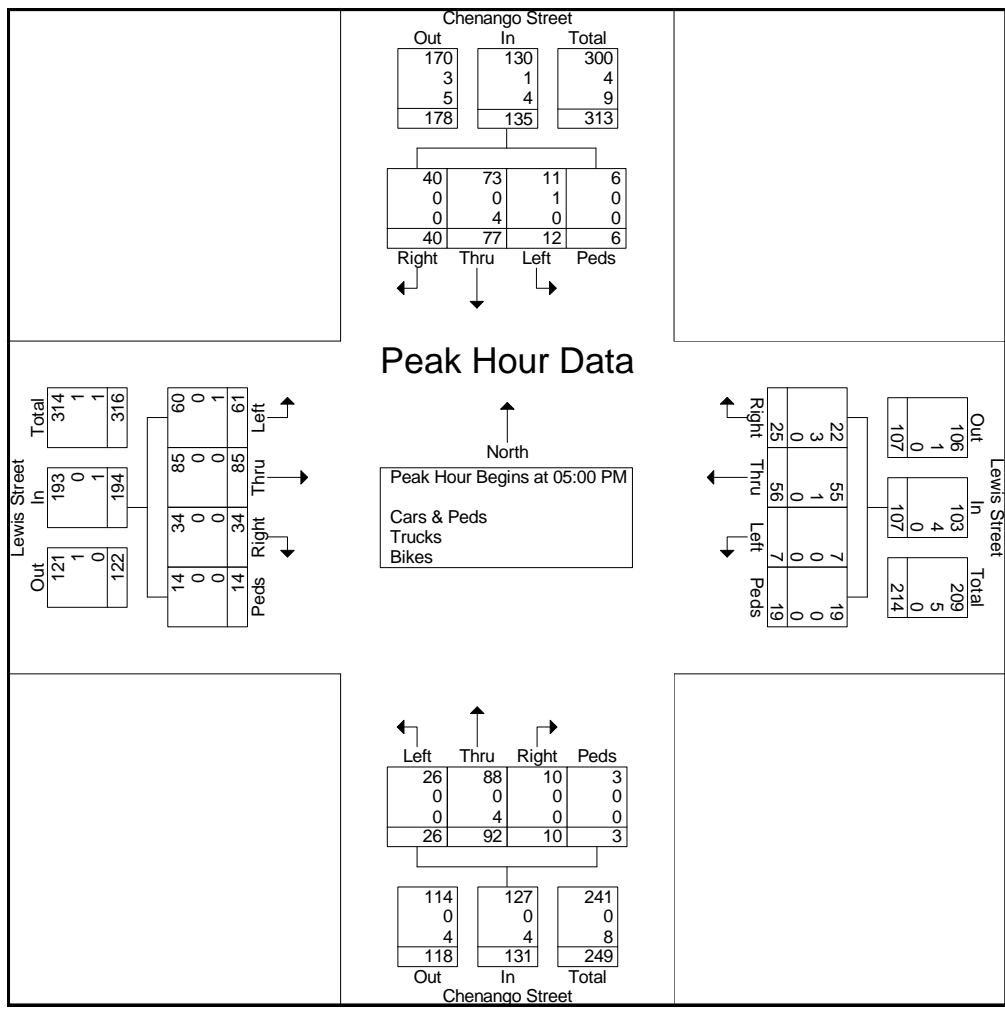 Chenango Street
Out In Total
170 130 300
3 1 4
5 4 9
178 135 313
40 73 11 6
0 0 1 0
0 4 0 0
40 77 12 6
Right Thru Left Peds
Peak Hour Data
North
Peak Hour Begins at 05:00 PM
Cars & Peds
Trucks
Bikes
Lewis Street
Out In Total
121 193 314
1 0 1
0 1 1
122 194 316
Peds Right Thru Left
14 34 85 60
0 0 0 0
0 0 0 1
14 34 85 61
Lewis Street
Out In Total
106 103 209
1 4 5
0 0 0
107 107 214
22 55 7 19
3 1 0 0
0 0 0 0
25 56 7 19
Right Thru Left Peds
Left Thru Right Peds
26 88 10 3
0 0 0 0
0 4 0 0
26 92 10 3
114 127 241
0 0 0
4 4 8
118 131 249
Out In Total
Chenango Street